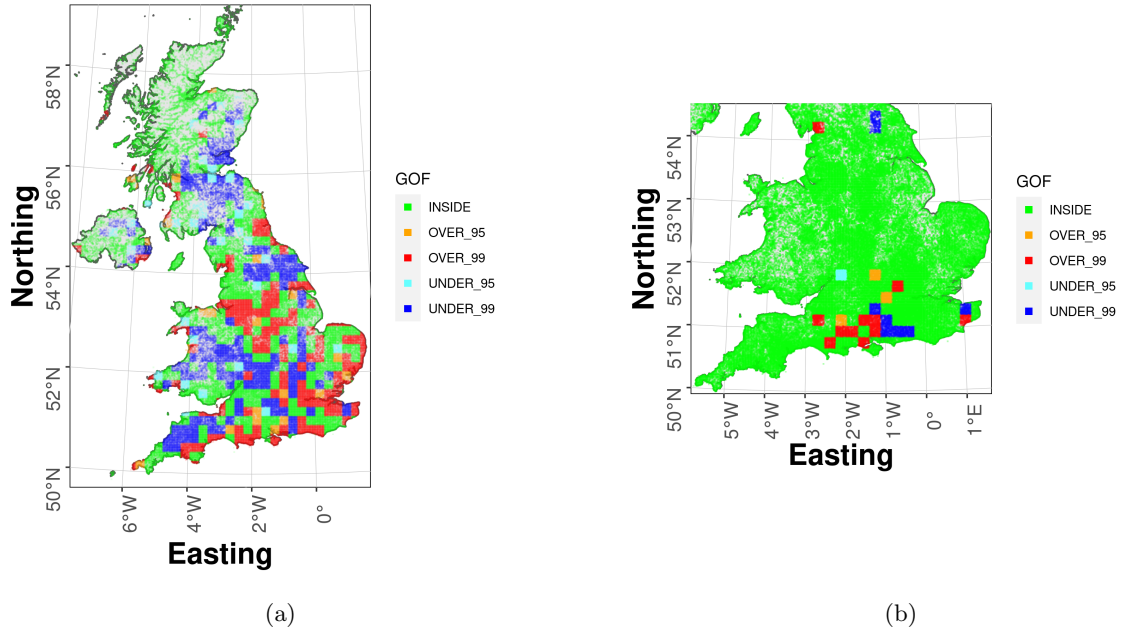 58°N
56°N
54°N
52°N
50°N
Northing
6°W
4°W
2°W
0°
Easting
GOF
INSIDE
OVER_95
OVER_99
UNDER_95
UNDER_99
(a)
54°N
53°N
52°N
51°N
50°N
Northing
5°W
4°W
3°W
2°W
1°W
0°
1°E
Easting
GOF
INSIDE
OVER_95
OVER_99
UNDER_95
UNDER_99
(b)